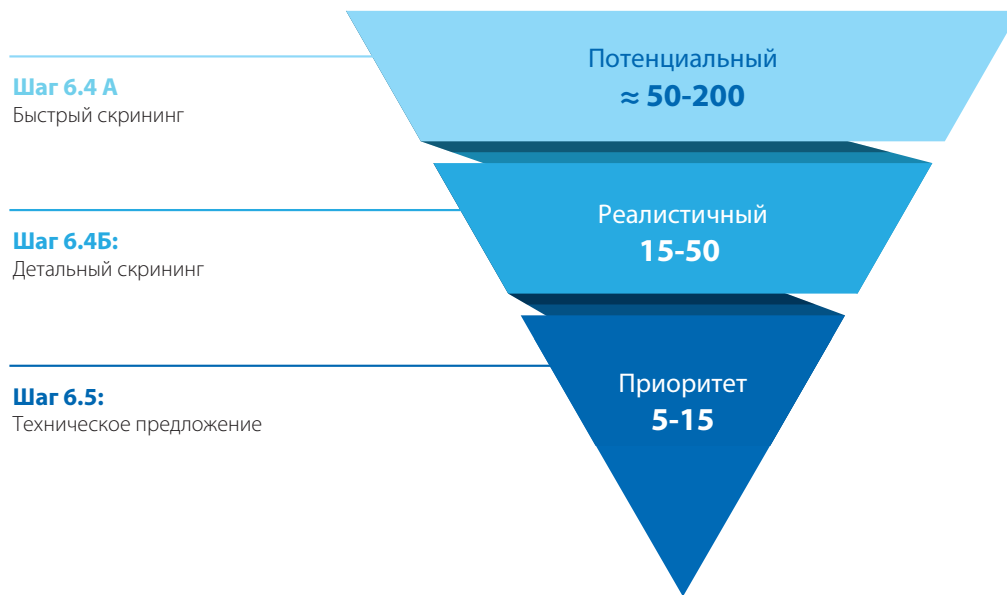 Потенциальный
≈ 50-200
Шаг 6.4 А
Быстрый скрининг
Реалистичный
15-50
Шаг 6.4Б:
Детальный скрининг
Приоритет
5-15
Шаг 6.5:
Техническое предложение